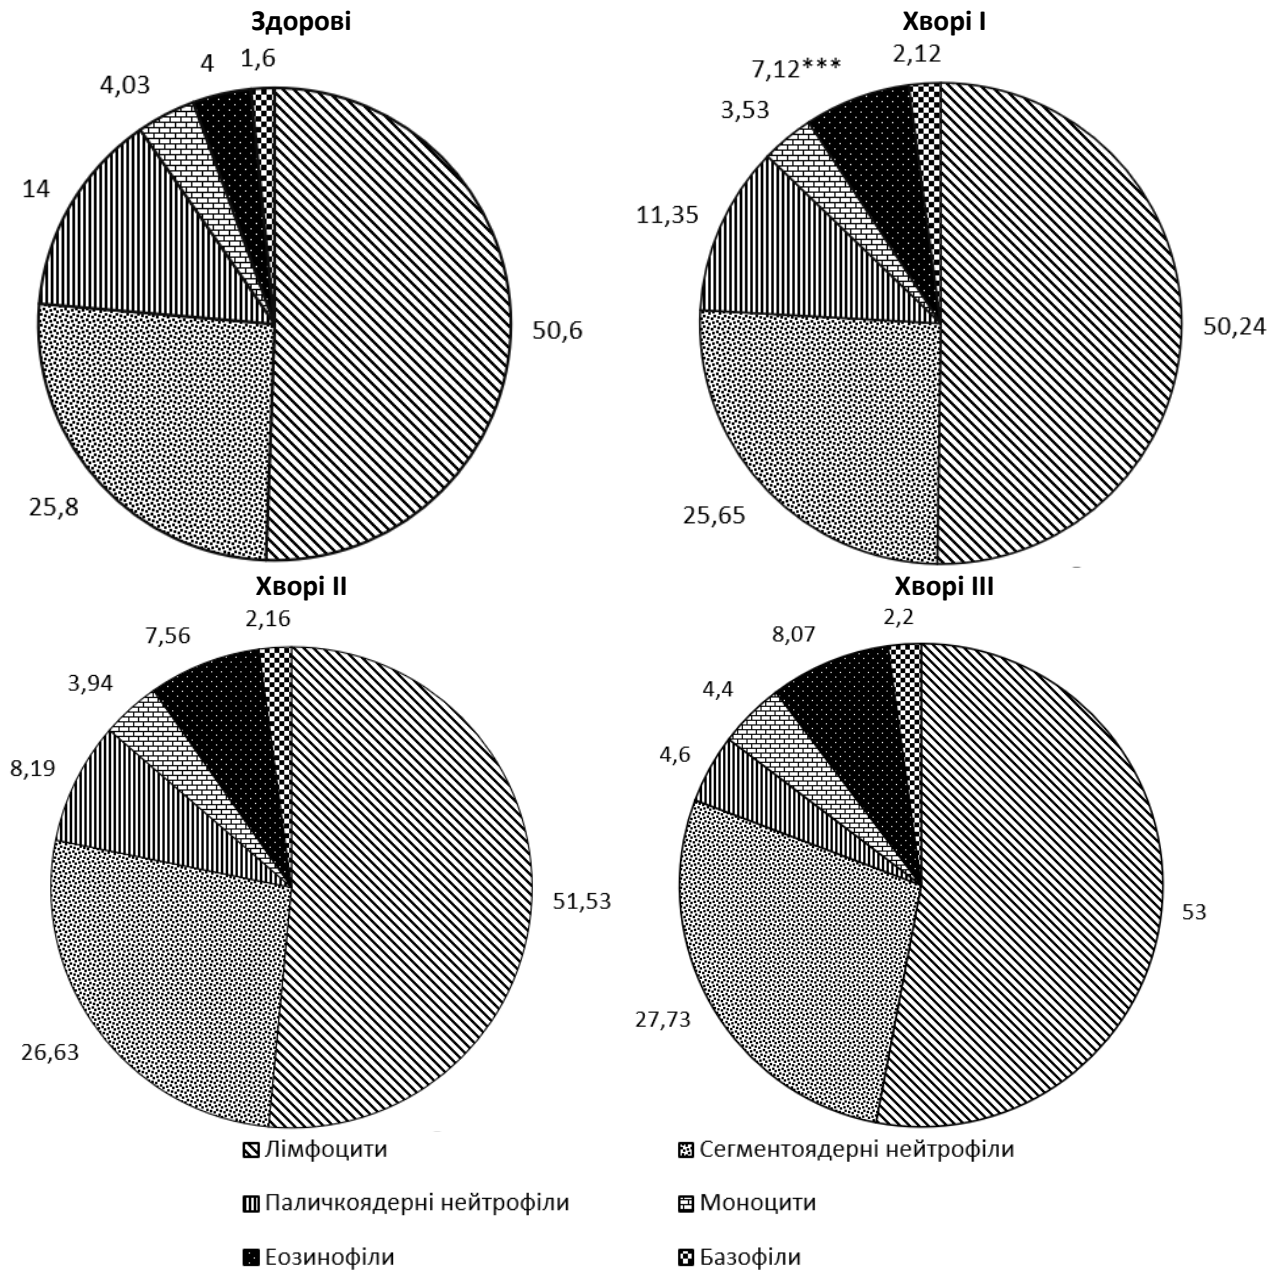 Здорові
Хворі І
1,6
4
4,03
14
50,6
25,8
2,12
7,12***
3,53
11,35
50,24
25,65
Хворі ІІ
Хворі ІІІ
2,16
7,56
3,94
8,19
51,53
26,63
2,2
8,07
4,4
4,6
53
27,73
Лімфоцити
Сегментоядерні нейтрофіли
Паличкоядерні нейтрофіли
Моноцити
Еозинофіли
Базофіли